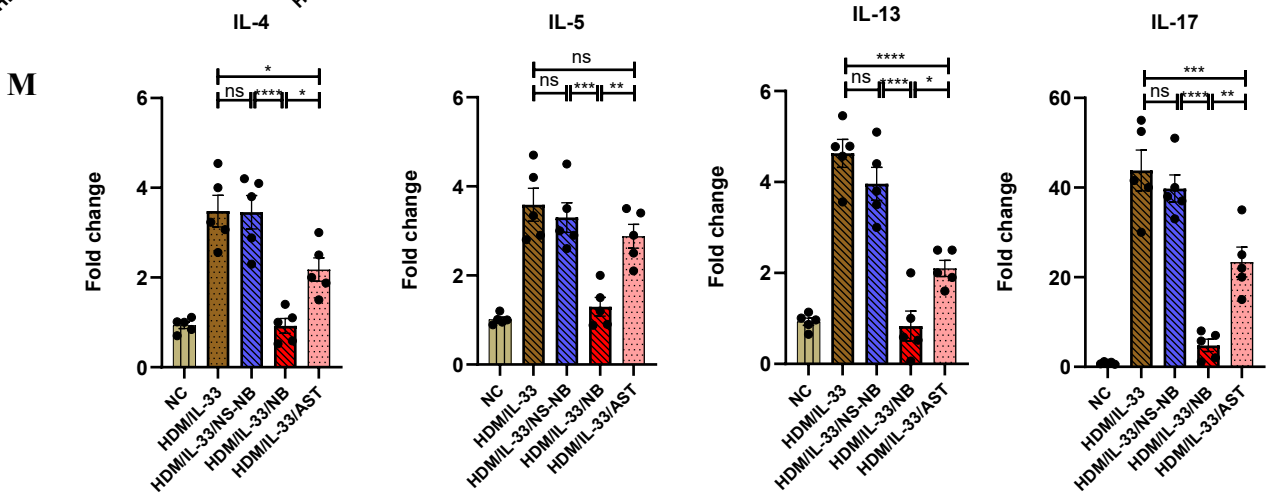 IL-4
IL-5
IL-13
IL-17
M
*
ns
****
*
Fold change
6
4
2
0
NC
HDM/IL-33
HDM/IL-33/NS-NB
HDM/IL-33/NB
HDM/IL-33/AST
ns
ns
***
**
Fold change
6
4
2
0
NC
HDM/IL-33
HDM/IL-33/NS-NB
HDM/IL-33/NB
HDM/IL-33/AST
****
ns
****
*
Fold change
6
4
2
0
NC
HDM/IL-33
HDM/IL-33/NS-NB
HDM/IL-33/NB
HDM/IL-33/AST
***
ns
****
**
Fold change
60
40
20
0
NC
HDM/IL-33
HDM/IL-33/NS-NB
HDM/IL-33/NB
HDM/IL-33/AST